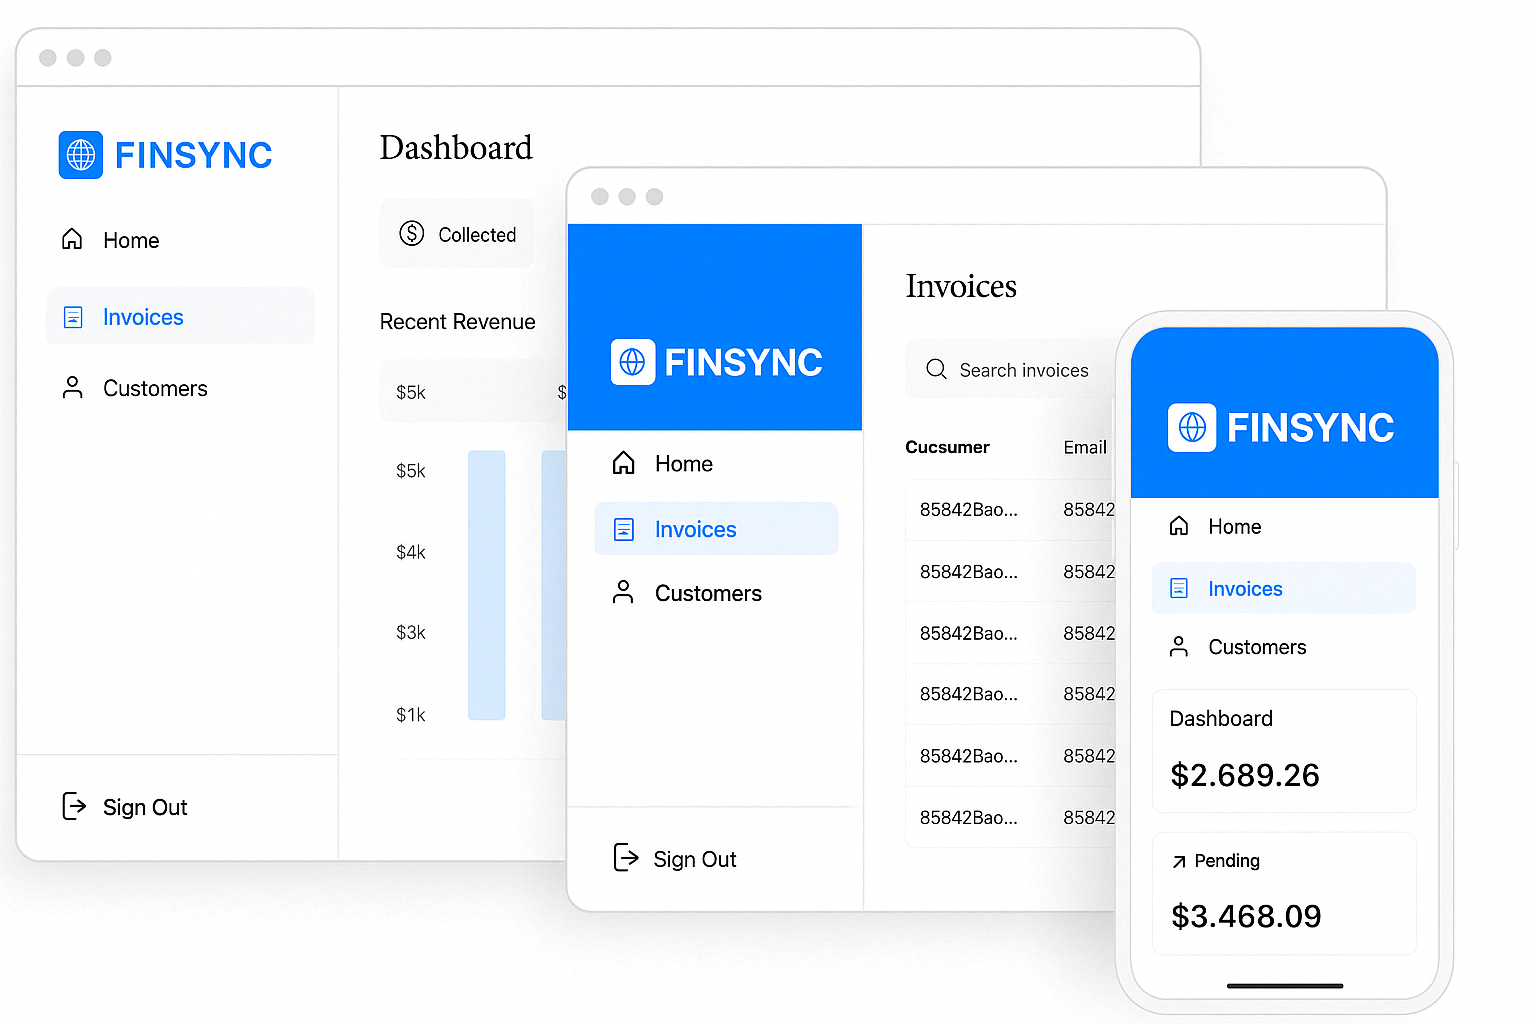 FINSYNC
Home
Invoices
Customers
Sign Out
Dashboard
Collected
Recent Revenue
$5k
$
$5k
$4k
$3k
$1k
FINSYNC
Home
Invoices
Customers
Sign Out
Invoices
Search invoices
Cucsumer Email
85842Bao... 85842
85842Bao... 85842
85842Bao... 85842
85842Bao... 85842
85842Bao... 85842
85842Bao... 85842
FINSYNC
Home
Invoices
Customers
Dashboard
$2.689.26
Pending
$3.468.09